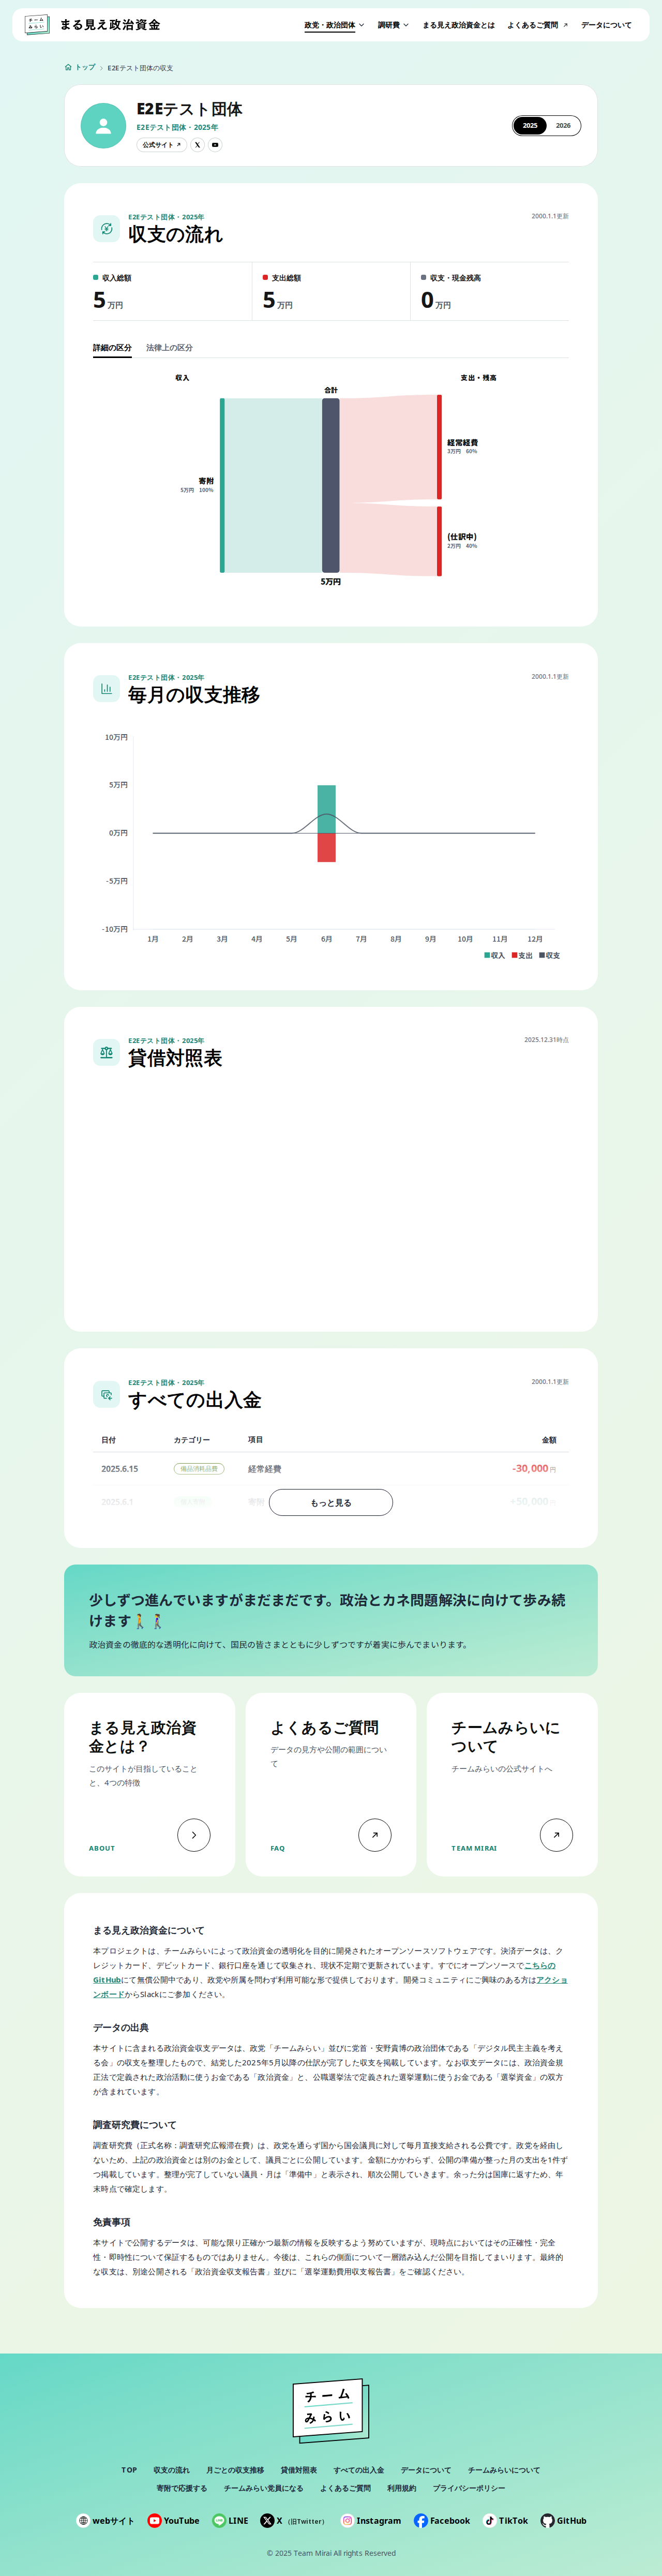 チーム
みらい
まる見え政治資金
政党・政治団体
調研費
まる見え政治資金とは
よくあるご質問
データについて
トップ
E2Eテスト団体の収支
E2Eテスト団体
E2Eテスト団体・2025年
公式サイト
2025
2026
E2Eテスト団体・2025年
2000.1.1更新
収支の流れ
収入総額
5万円
支出総額
5万円
収支・現金残高
0万円
詳細の区分
法律上の区分
収入
支出・残高
合計
経常経費
3万円 60%
寄附
5万円 100%
(仕訳中)
2万円 40%
5万円
E2Eテスト団体・2025年
2000.1.1更新
毎月の収支推移
10万円
5万円
0万円
-5万円
-10万円
1月
2月
3月
4月
5月
6月
7月
8月
9月
10月
11月
12月
収入
支出
収支
E2Eテスト団体・2025年
2025.12.31時点
貸借対照表
E2Eテスト団体・2025年
2000.1.1更新
すべての出入金
日付
カテゴリー
項目
金額
2025.6.15
備品消耗品費
経常経費
-30,000円
2025.6.1
寄附
+50,000円
もっと見る
少しずつ進んでいますがまだまだです。政治とカネ問題解決に向けて歩み続
けます🚶‍♂️🚶‍♀️
政治資金の徹底的な透明化に向けて、国民の皆さまとともに少しずつですが着実に歩んでまいります。
まる見え政治資
金とは？
このサイトが目指していること
と、4つの特徴
ABOUT
よくあるご質問
データの見方や公開の範囲につい
て
FAQ
チームみらいに
ついて
チームみらいの公式サイトへ
TEAM MIRAI
まる見え政治資金について
本プロジェクトは、チームみらいによって政治資金の透明化を目的に開発されたオープンソースソフトウェアです。決済データは、ク
レジットカード、デビットカード、銀行口座を通じて収集され、現状不定期で更新されています。すでにオープンソースでこちらの
GitHubにて無償公開中であり、政党や所属を問わず利用可能な形で提供しております。開発コミュニティにご興味のある方はアクショ
ンボードからSlackにご参加ください。
データの出典
本サイトに含まれる政治資金収支データは、政党「チームみらい」並びに党首・安野貴博の政治団体である「デジタル民主主義を考え
る会」の収支を整理したもので、結党した2025年5月以降の仕訳が完了した収支を掲載しています。なお収支データには、政治資金規
正法で定義された政治活動に使うお金である「政治資金」と、公職選挙法で定義された選挙運動に使うお金である「選挙資金」の双方
が含まれています。
調査研究費について
調査研究費（正式名称：調査研究広報滞在費）は、政党を通らず国から国会議員に対して毎月直接支給される公費です。政党を経由し
ないため、上記の政治資金とは別のお金として、議員ごとに公開しています。金額にかかわらず、公開の準備が整った月の支出を1件ず
つ掲載しています。整理が完了していない議員・月は「準備中」と表示され、順次公開していきます。余った分は国庫に返すため、年
末時点で確定します。
免責事項
本サイトで公開するデータは、可能な限り正確かつ最新の情報を反映するよう努めていますが、現時点においてはその正確性・完全
性・即時性について保証するものではありません。今後は、これらの側面について一層踏み込んだ公開を目指してまいります。最終的
な収支は、別途公開される「政治資金収支報告書」並びに「選挙運動費用収支報告書」をご確認ください。
チーム
みらい
TOP
収支の流れ
月ごとの収支推移
貸借対照表
すべての出入金
データについて
チームみらいについて
寄附で応援する
チームみらい党員になる
よくあるご質問
利用規約
プライバシーポリシー
webサイト
YouTube
LINE
X（旧Twitter）
Instagram
Facebook
TikTok
GitHub
© 2025 Team Mirai All rights Reserved